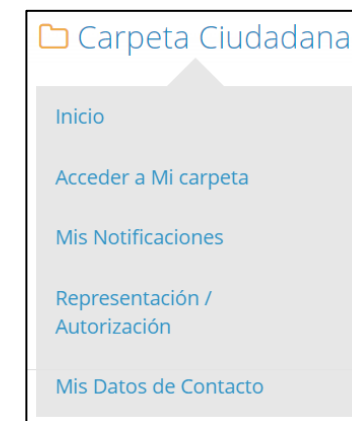 Carpeta Ciudadana
Inicio
Acceder a Mi carpeta
Mis Notificaciones
Representación /
Autorización
Mis Datos de Contacto